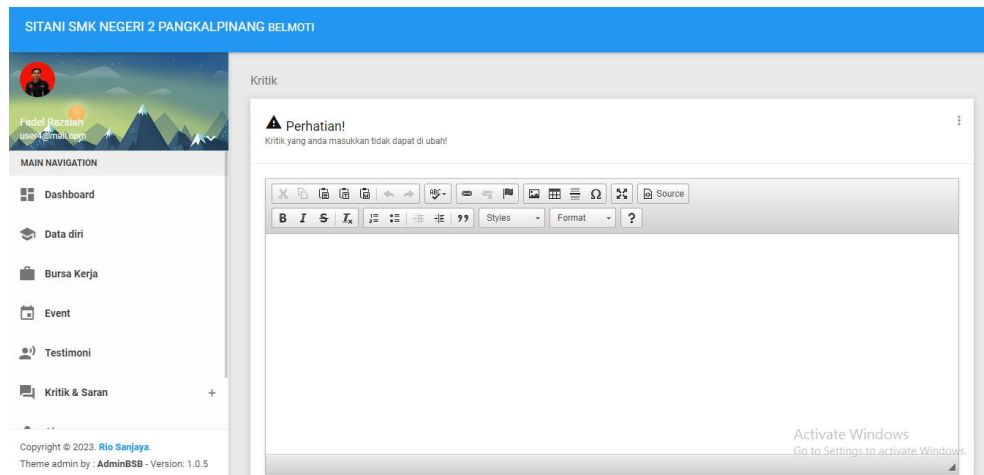 SITANI SMK NEGERI 2 PANGKALPINANG BELMOTI
Fadel Razsiah
user4@mail.com
MAIN NAVIGATION
Dashboard
Data diri
Bursa Kerja
Event
Testimoni
Kritik & Saran +
Copyright © 2023. Rio Sanjaya.
Theme admin by : AdminBSB - Version: 1.0.5
Kritik
Perhatian!
Kritik yang anda masukkan tidak dapat di ubah!
Source
B I S Ix Styles Format ?
Activate Windows
Go to Settings to activate Windows.